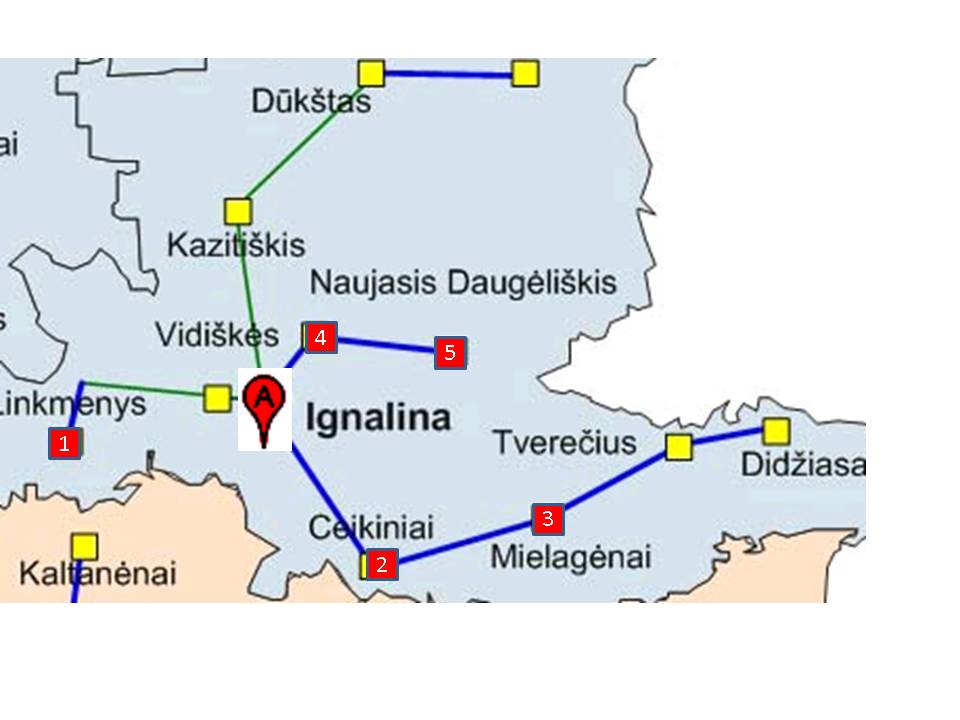 Dūkštas
ai
Kazitiškis
Naujasis Daugėliškis
s
Vidiškės
4
5
A
Linkmenys
Ignalina
1
Tverečius
Didžiasa
3
Ceikiniai
2
Mielagėnai
Kaltanėnai